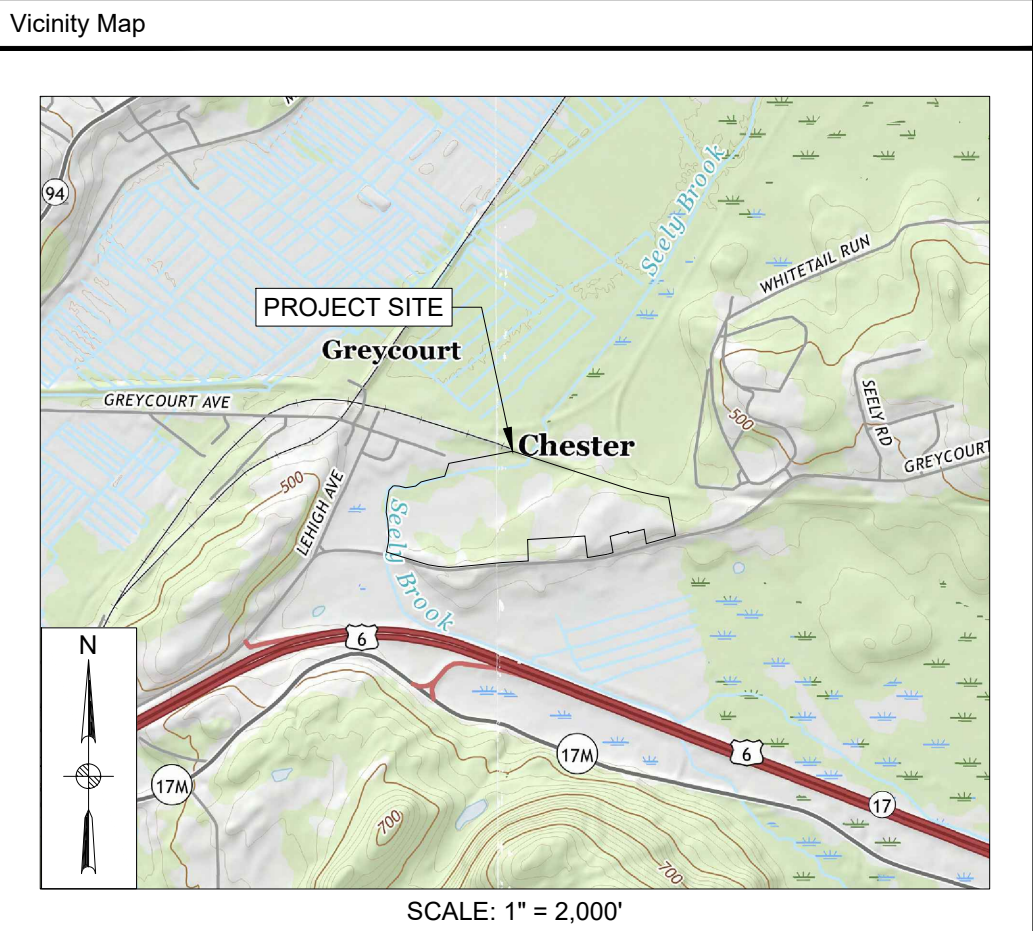 Vicinity Map
94
Seely Brook
WHITETAIL RUN
PROJECT SITE
Greycourt
GREYCOURT AVE
SEELY RD
500
Chester
GREYCOURT
500
LEHIGH AVE
Seely Brook
6
N
6
17M
17M
17
700
700
SCALE: 1" = 2,000'